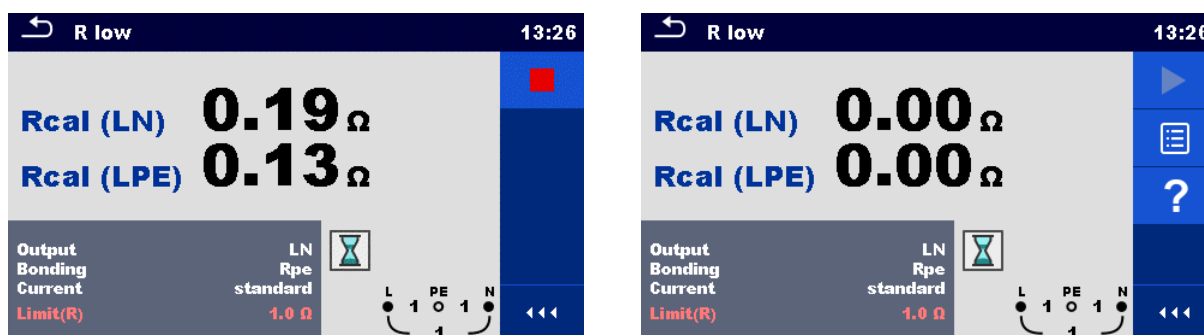 R low 13:26
Rcal (LN) 0.19 Ω
Rcal (LPE) 0.13 Ω
Output LN
Bonding Rpe
Current standard
Limit(R) 1.0 Ω
L PE N
1 1
1
R low 13:26
Rcal (LN) 0.00 Ω
Rcal (LPE) 0.00 Ω
?
Output LN
Bonding Rpe
Current standard
Limit(R) 1.0 Ω
L PE N
1 1
1